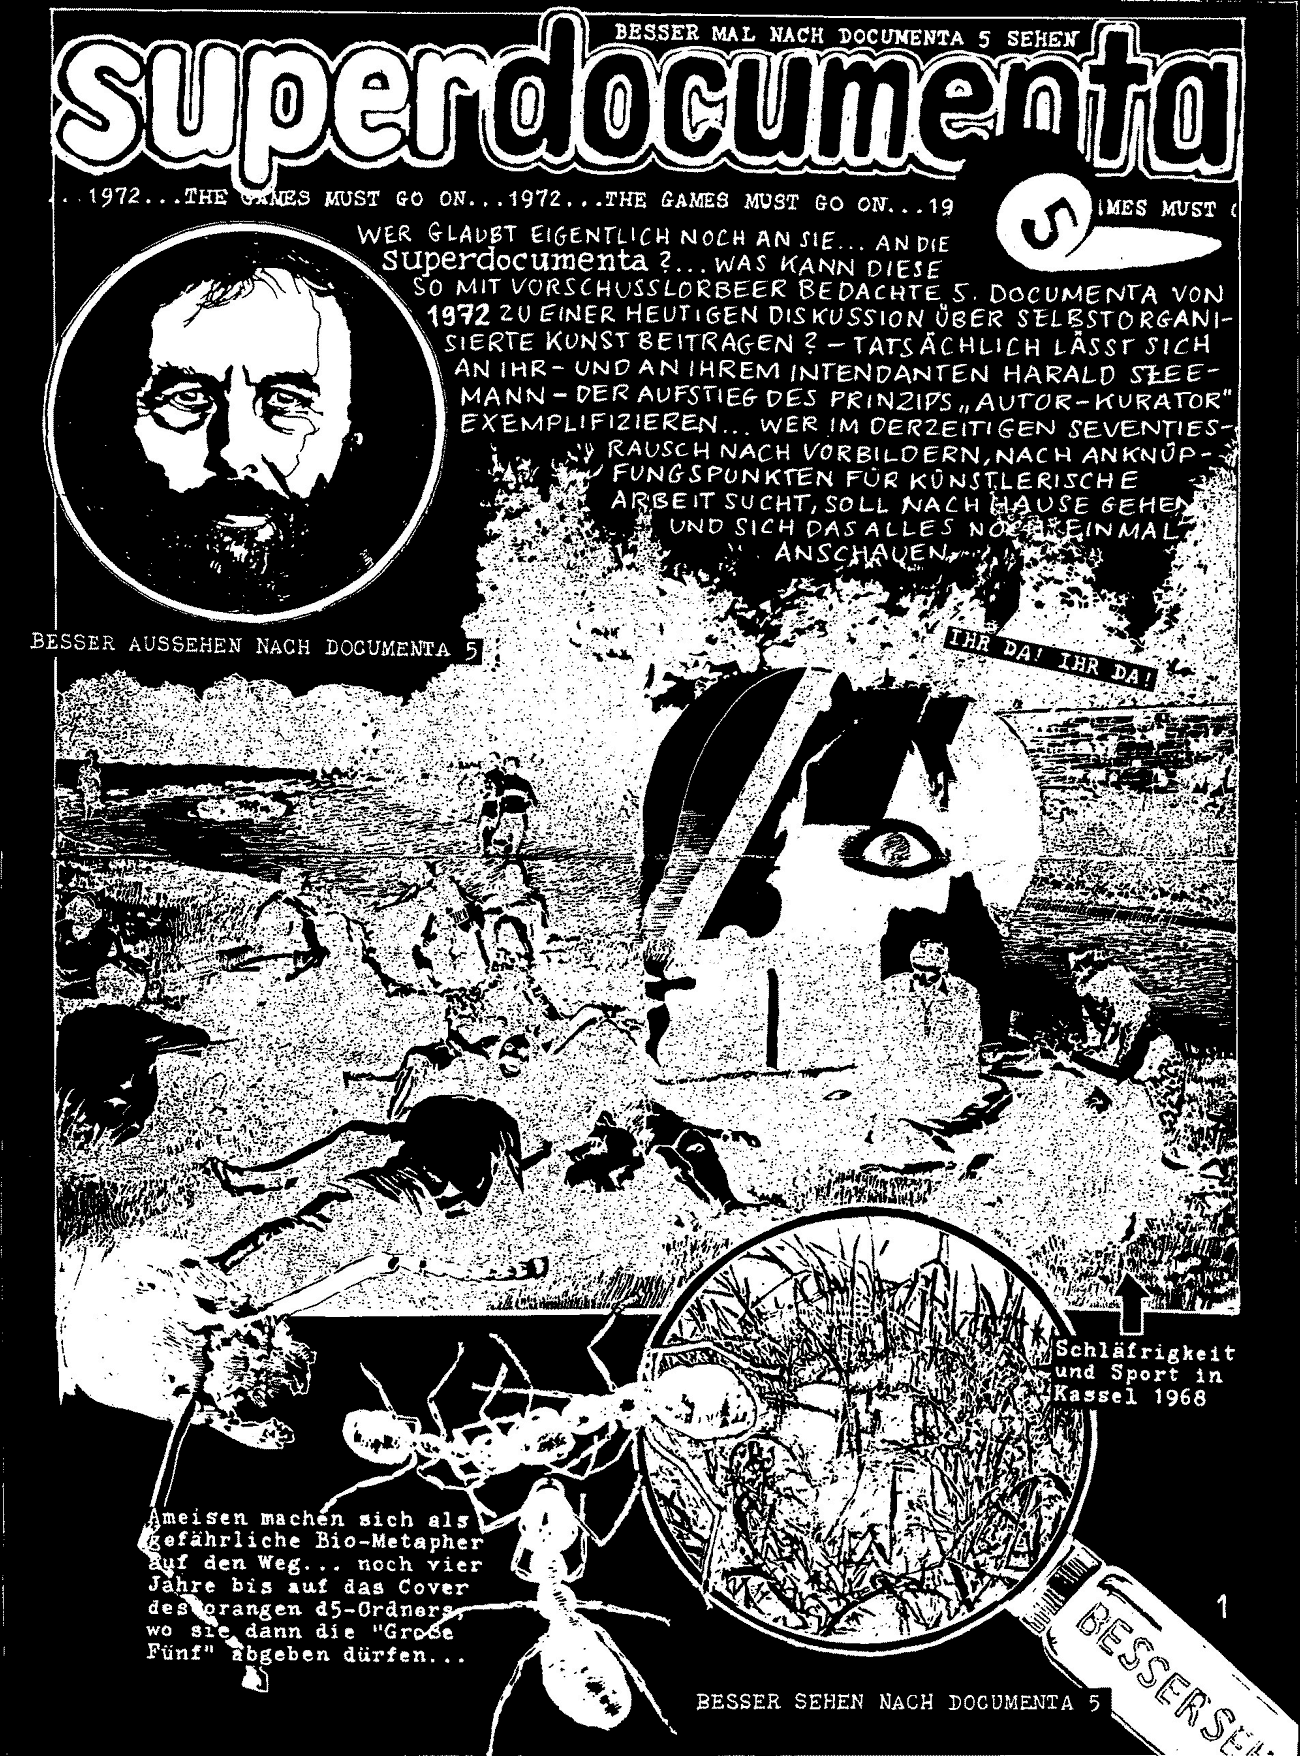 BESSER MAL NACH DOCUMENTA 5 SEHEN
superdocumenta
5
...1972...THE GAMES MUST GO ON...1972...THE GAMES MUST GO ON...19
MUST
WER GLAUBT EIGENTLICH NOCH AN SIE... AN DIE
superdocumenta?...WAS KANN DIESE
SO MIT VORSCHUSSLORBEER BEDACHTE 5. DOCUMENTA VON
1972 ZU EINER HEUTIGEN DISKUSSION ÜBER SELBSTORGANI-
SIERTE KUNST BEITRAGEN? – TATSÄCHLICH LÄSST SICH
AN IHR – UND AN IHREM INTENDANTEN HARALD SZEE-
MANN – DER AUFSTIEG DES PRINZIPS „AUTOR-KURATOR"
EXEMPLIFIZIEREN... WER IM DERZEITIGEN SEVENTIES-
RAUSCH NACH VORBILDERN, NACH ANKNÜP-
FUNGSPUNKTEN FÜR KÜNSTLERISCHE
ARBEIT SUCHT, SOLL NACH HAUSE GEHEN
UND SICH DAS ALLES NOCH EINMAL
ANSCHAUEN
BESSER AUSSEHEN NACH DOCUMENTA 5
IHR DA! IHR DA!
Schläfrigkeit
und Sport in
Kassel 1968
Ameisen machen sich als
gefährliche Bio-Metapher
auf den Weg... noch vier
Jahre bis auf das Cover
des orangen d5-Ordners,
wo sie dann die "Große
Fünf" abgeben dürfen...
1
BESSERSEH
BESSER SEHEN NACH DOCUMENTA 5